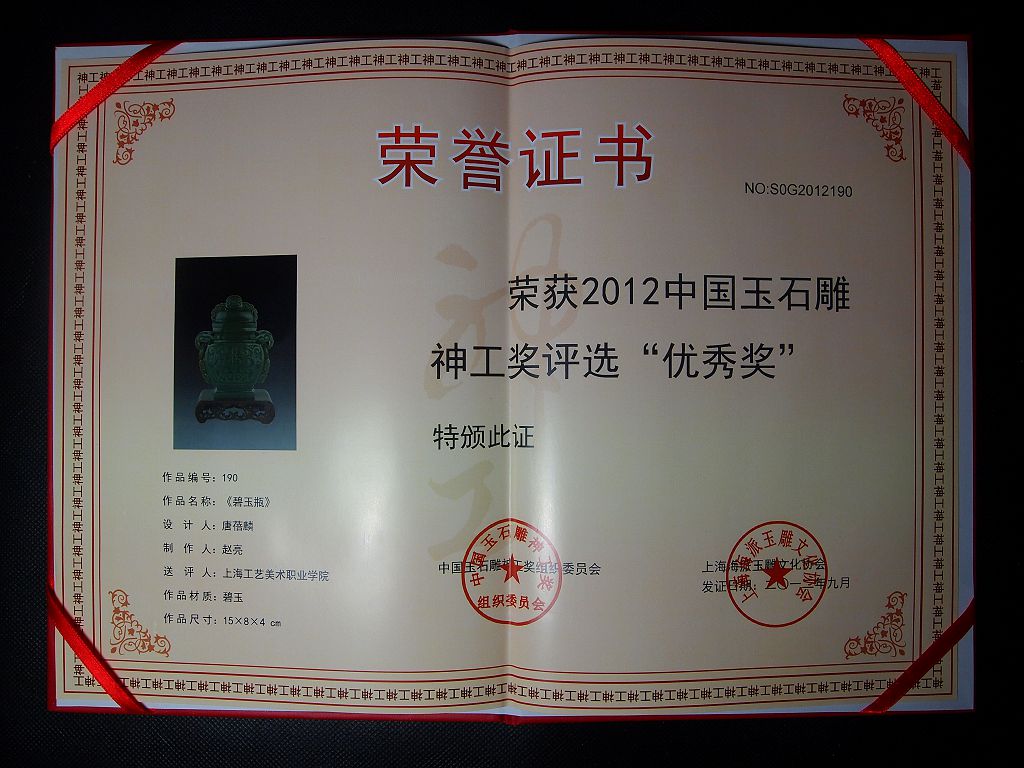 荣誉证书
NO:S0G2012190
荣获2012中国玉石雕
神工奖评选“优秀奖”
特颁此证
神工
作品编号：190
作品名称：《碧玉瓶》
设 计 人：唐蓓麟
制 作 人：赵亮
送 评 人：上海工艺美术职业学院
作品材质：碧玉
作品尺寸：15×8×4 cm
中国玉石雕神工奖组织委员会
中国玉石雕神工奖
组织委员会
上海海派玉雕文化协会
发证日期：二〇一二年九月
上海海派玉雕文化协会